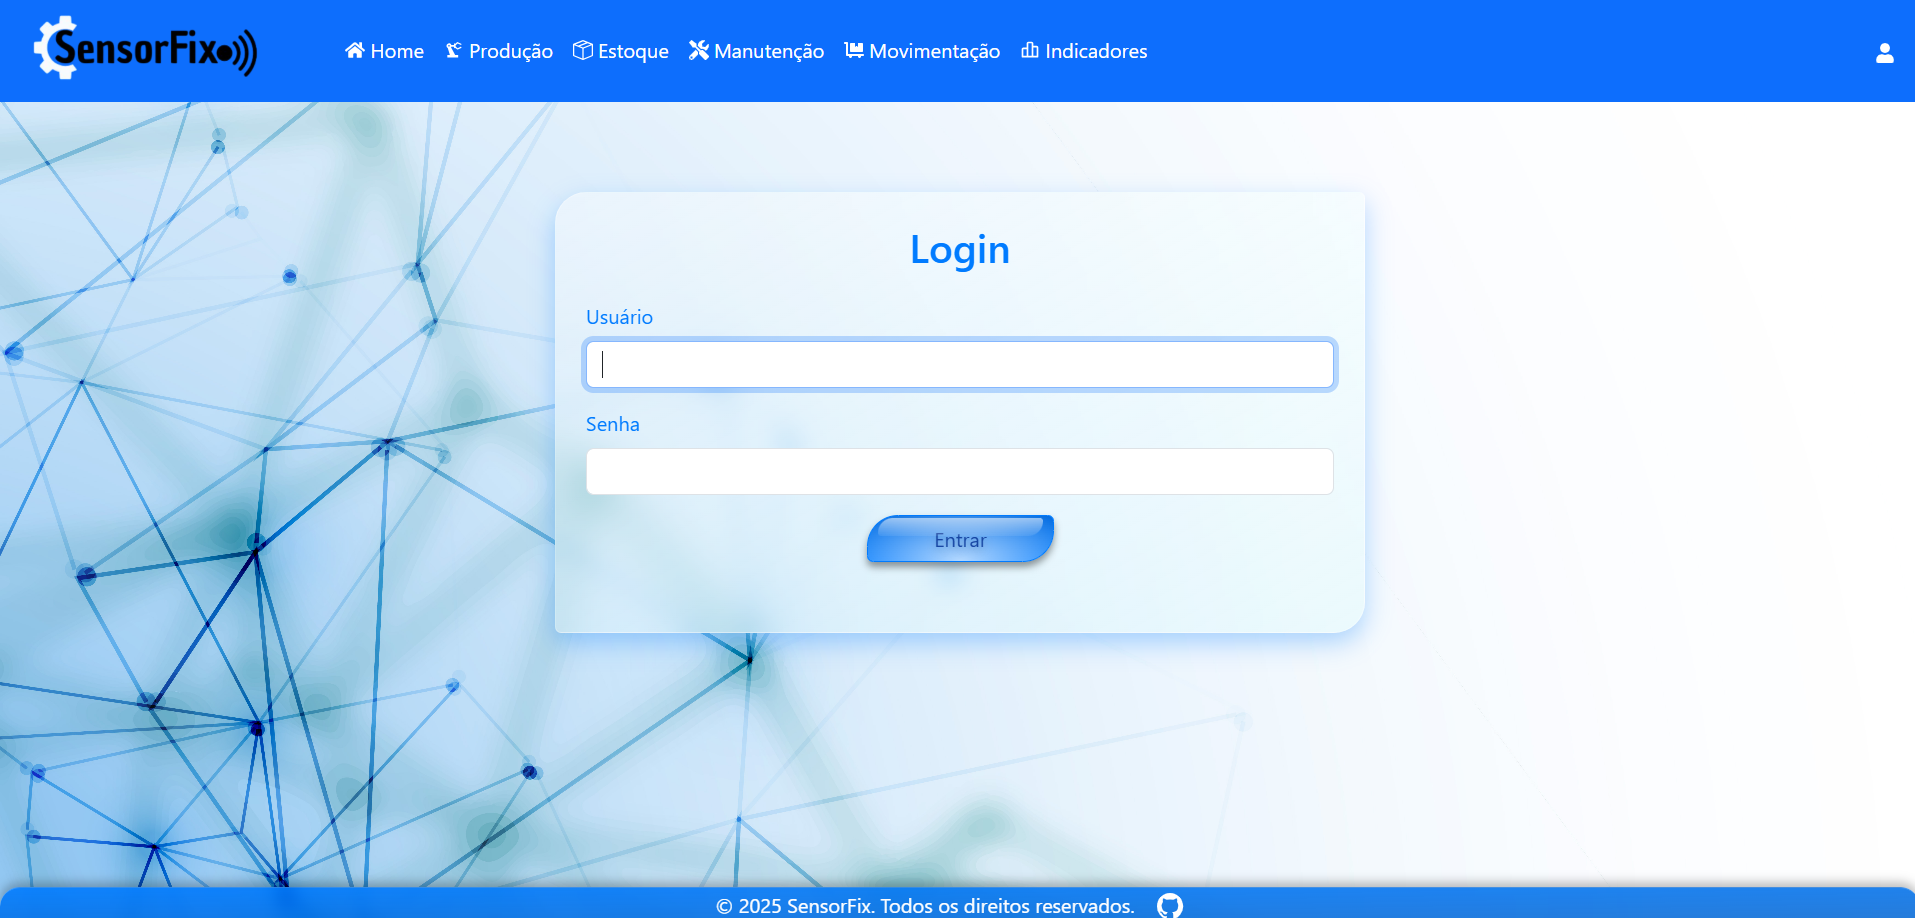 SensorFix
Home Produção Estoque Manutenção Movimentação Indicadores
Login
Usuário
Senha
Entrar
© 2025 SensorFix. Todos os direitos reservados.